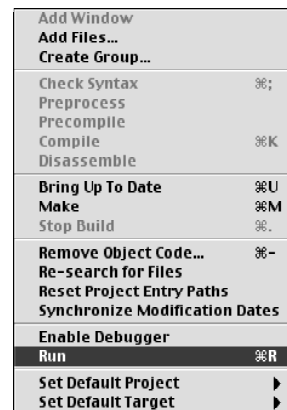 Add Window
Add Files...
Create Group...
Check Syntax ⌘;
Preprocess
Precompile
Compile ⌘K
Disassemble
Bring Up To Date ⌘U
Make ⌘M
Stop Build ⌘.
Remove Object Code... ⌘-
Re-search for Files
Reset Project Entry Paths
Synchronize Modification Dates
Enable Debugger
Run ⌘R
Set Default Project
Set Default Target